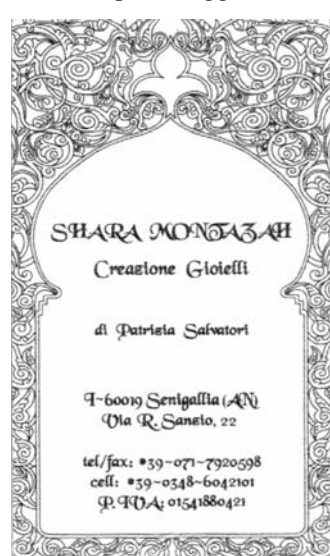 SHARA MONTAZAH
Creazione Gioielli
di Patrizia Salvatori
I~60019 Senigallia (AN)
Via R. Sanzio, 22
tel/fax: *39~071~7920598
cell: *39~0348~6042101
P. IVA: 01541880421